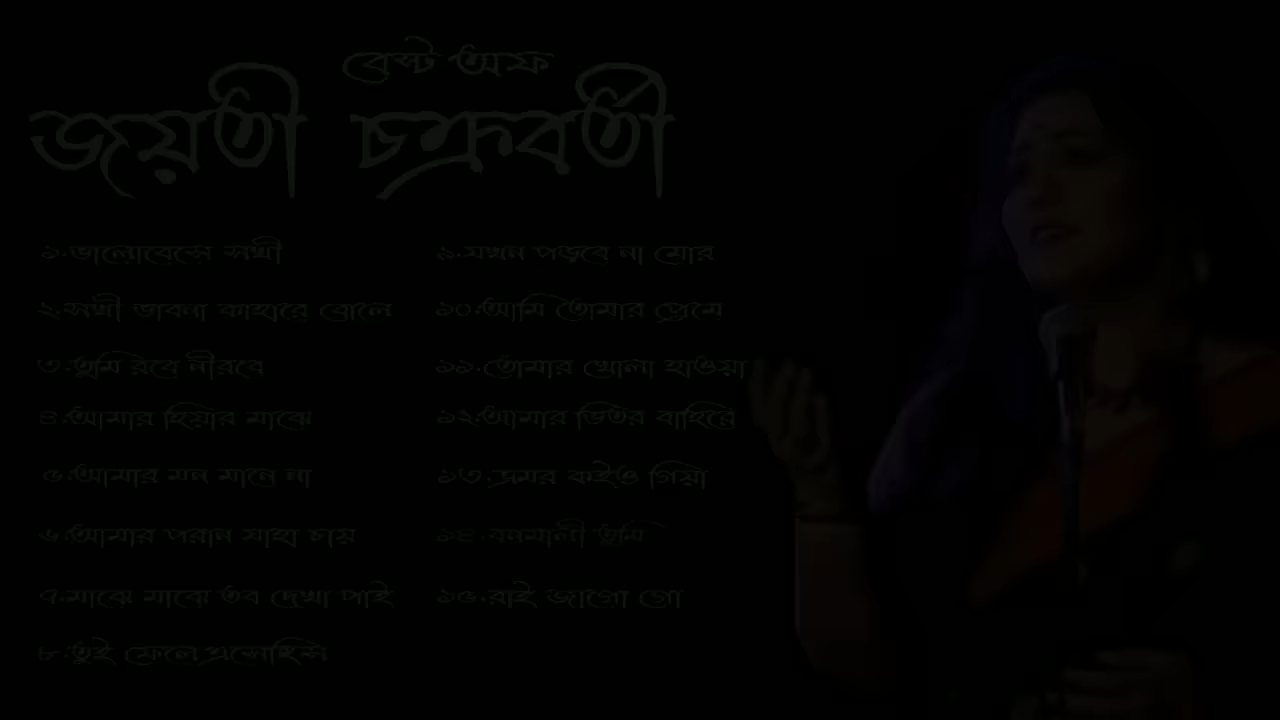 বেস্ট অফ
জয়তী চক্রবর্তী
১.ভালোবেসে সখী
২.সখী ভাবনা কাহারে বোলে
৩.তুমি রবে নীরবে
৪.আমার হিয়ার মাঝে
৫.আমার মন মানে না
৬.আমার পরান যাহা চায়
৭.মাঝে মাঝে তব দেখা পাই
৮.তুই ফেলে এসেছিস
৯.যখন পড়বে না মোর
১০.আমি তোমার প্রেমে
১১.তোমার খোলা হাওয়া
১২.আমার ভিতর বাহিরে
১৩.ভ্রমর কইও গিয়া
১৪.বনমালী তুমি
১৫.রাই জাগো গো